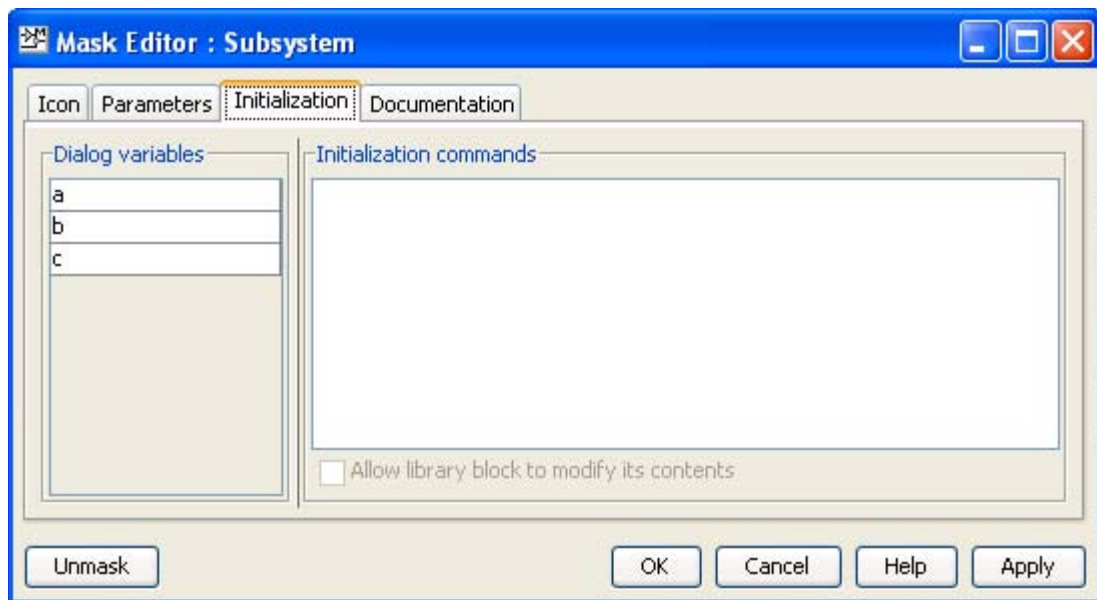 Mask Editor : Subsystem
Icon Parameters Initialization Documentation
Dialog variables
a
b
c
Initialization commands
Allow library block to modify its contents
Unmask OK Cancel Help Apply